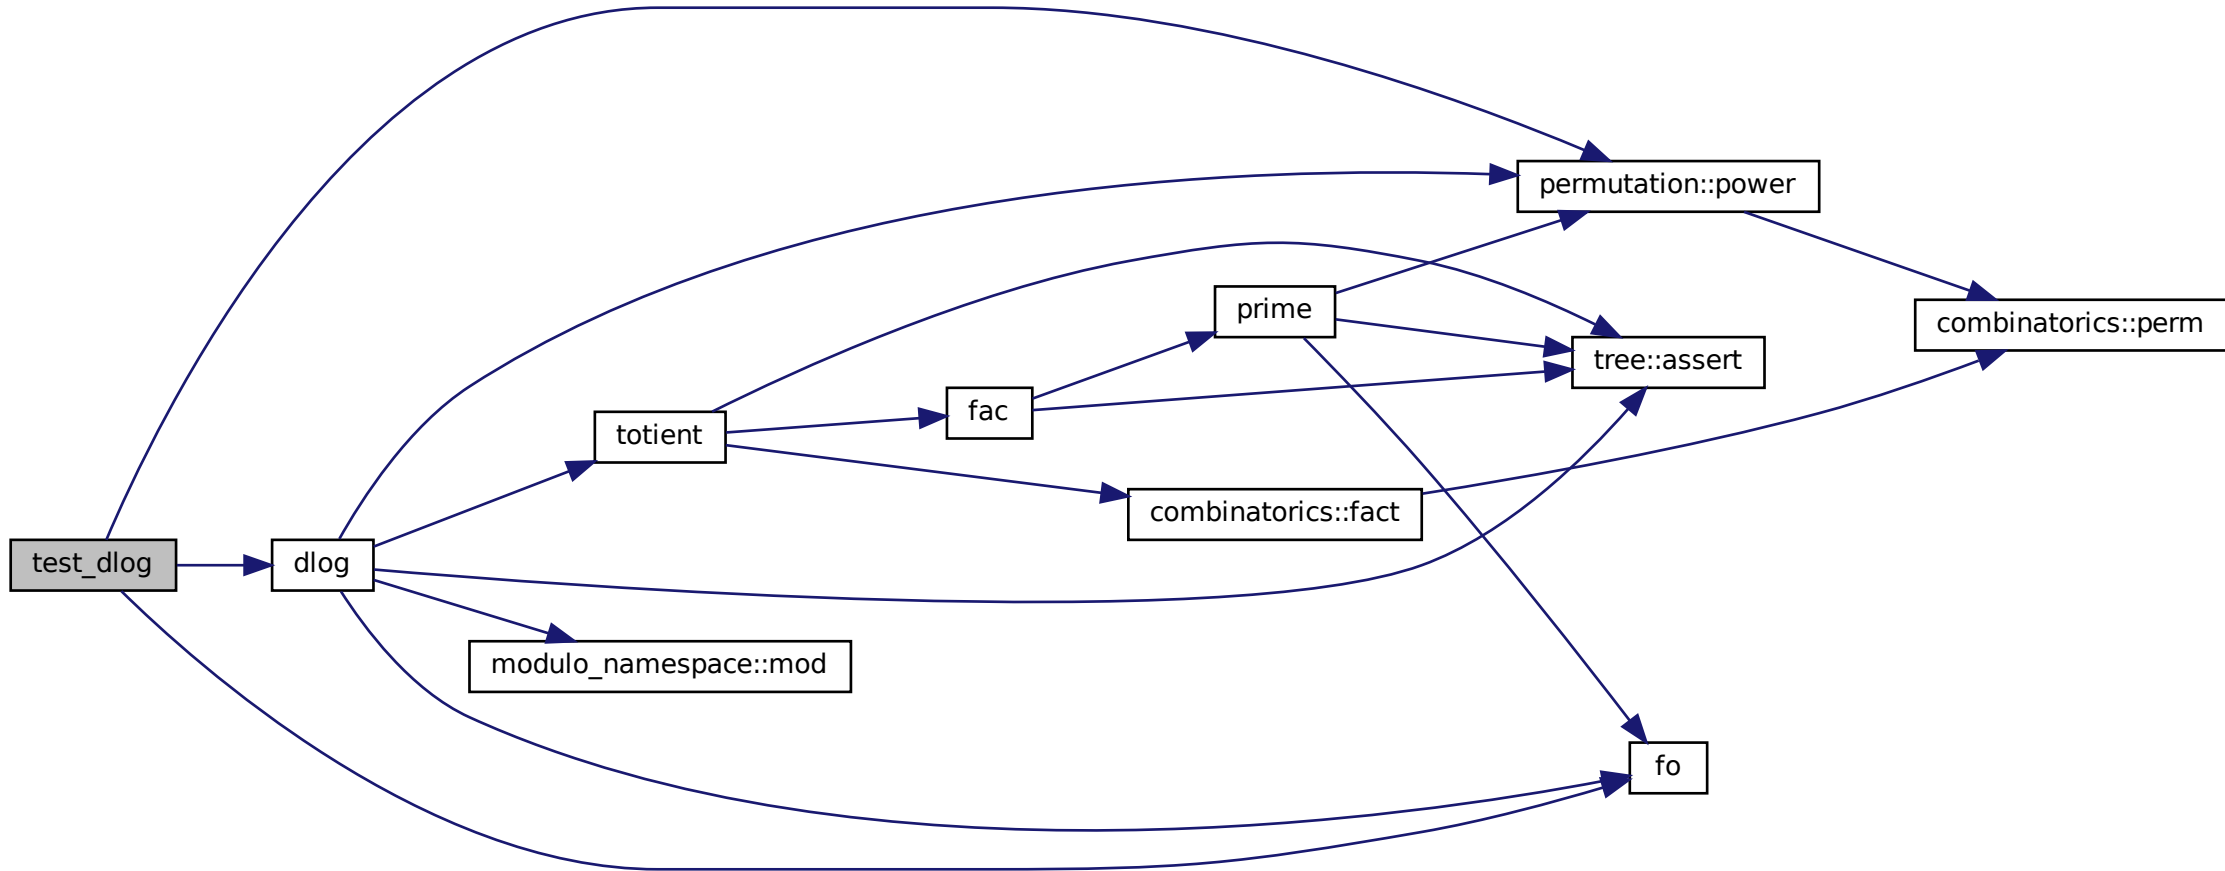 test_dlog
dlog
totient
modulo_namespace::mod
fac
combinatorics::fact
prime
permutation::power
tree::assert
fo
combinatorics::perm